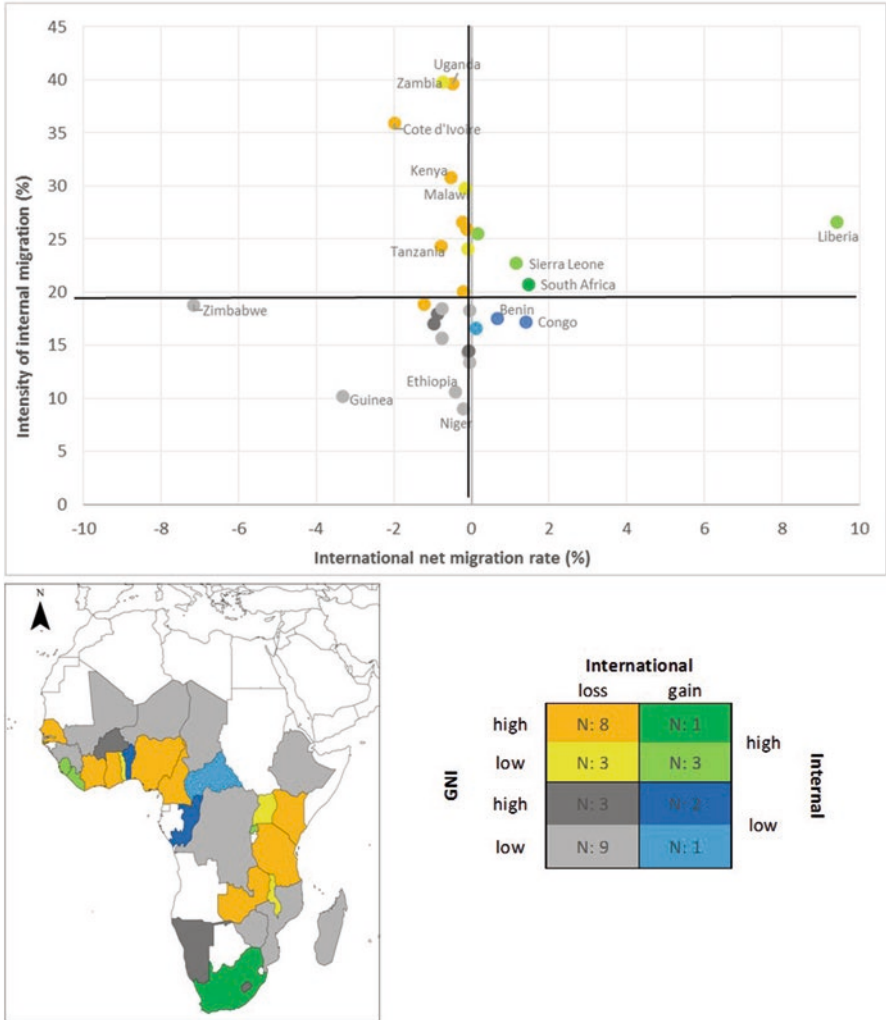 45
40
35
30
25
20
15
10
5
0
Intensity of internal migration (%)
Uganda
Zambia
Cote d'Ivoire
Kenya
Malawi
Tanzania
Liberia
Sierra Leone
South Africa
Zimbabwe
Benin
Congo
Ethiopia
Guinea
Niger
-10 -8 -6 -4 -2 0 2 4 6 8 10
International net migration rate (%)
N
International
loss gain
high N: 8 N: 1
low N: 3 N: 3
high N: 3 N: 2
low N: 9 N: 1
GNI
high
low
Internal